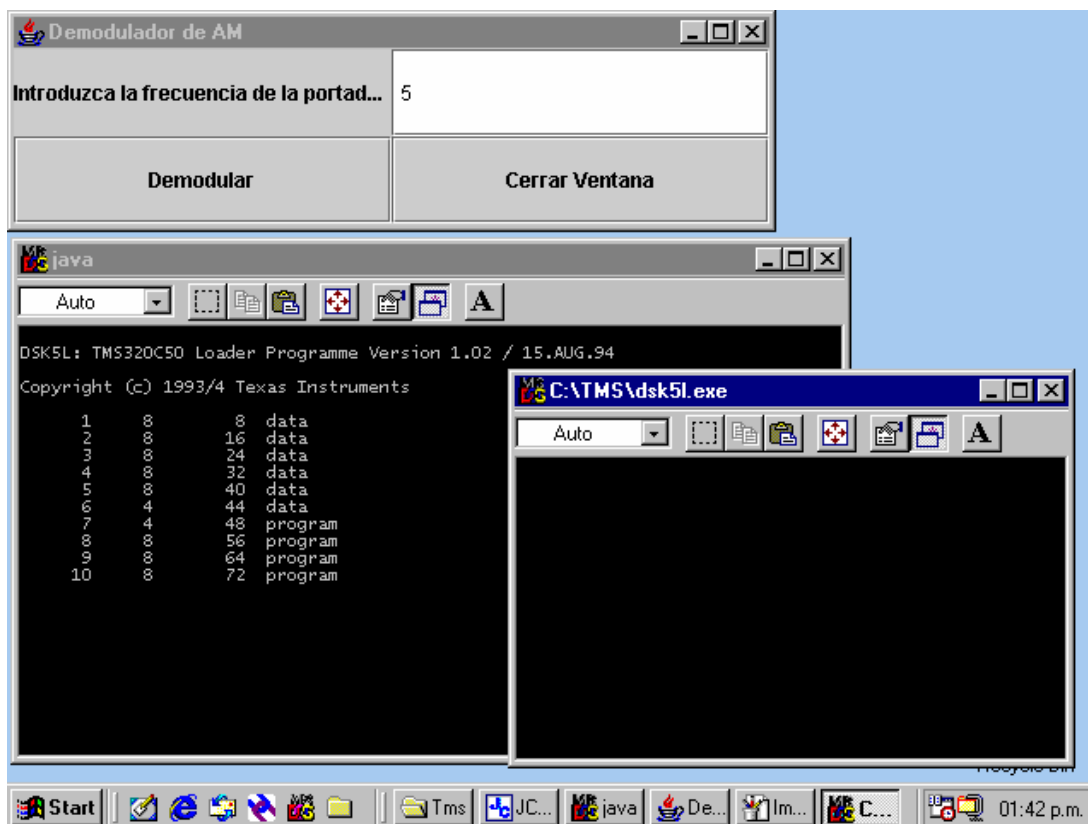 Demodulador de AM
Introduzca la frecuencia de la portad... 5
Demodular Cerrar Ventana
java
Auto A
DSK5L: TMS320C50 Loader Programme Version 1.02 / 15.AUG.94
Copyright (c) 1993/4 Texas Instruments
1 8 8 data
2 8 16 data
3 8 24 data
4 8 32 data
5 8 40 data
6 4 44 data
7 4 48 program
8 8 56 program
9 8 64 program
10 8 72 program
C:\TMS\dsk5l.exe
Auto A
Recycle Bin
Start Tms JC... java De... Im... C... 01:42 p.m.